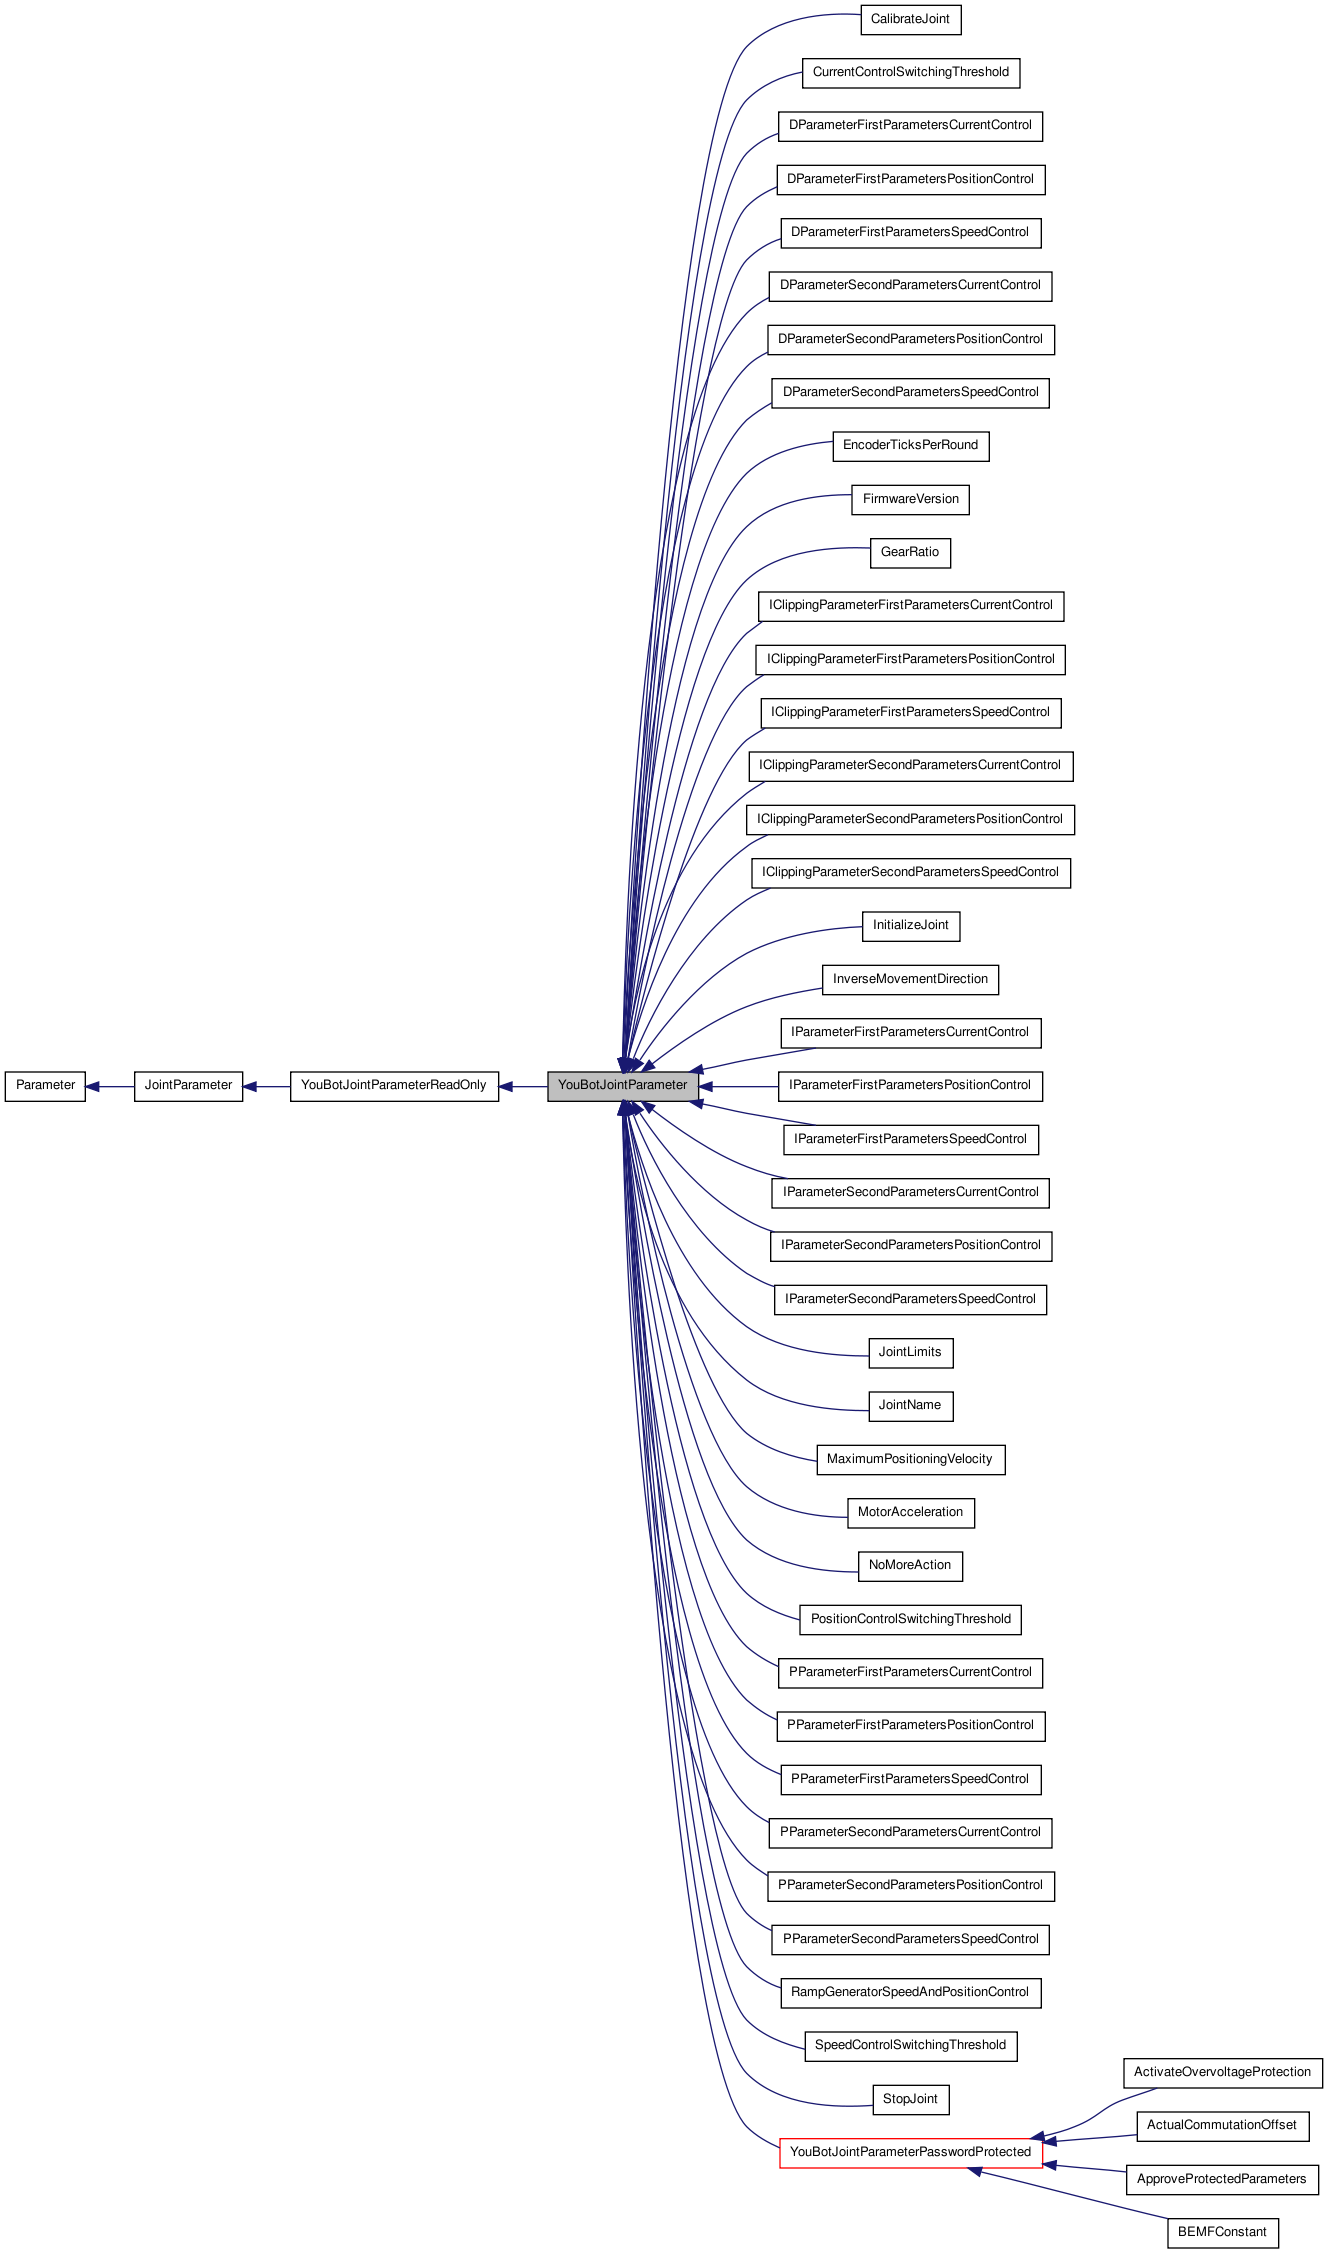 CalibrateJoint
CurrentControlSwitchingThreshold
DParameterFirstParametersCurrentControl
DParameterFirstParametersPositionControl
DParameterFirstParametersSpeedControl
DParameterSecondParametersCurrentControl
DParameterSecondParametersPositionControl
DParameterSecondParametersSpeedControl
EncoderTicksPerRound
FirmwareVersion
GearRatio
IClippingParameterFirstParametersCurrentControl
IClippingParameterFirstParametersPositionControl
IClippingParameterFirstParametersSpeedControl
IClippingParameterSecondParametersCurrentControl
IClippingParameterSecondParametersPositionControl
IClippingParameterSecondParametersSpeedControl
InitializeJoint
InverseMovementDirection
IParameterFirstParametersCurrentControl
Parameter
JointParameter
YouBotJointParameterReadOnly
YouBotJointParameter
IParameterFirstParametersPositionControl
IParameterFirstParametersSpeedControl
IParameterSecondParametersCurrentControl
IParameterSecondParametersPositionControl
IParameterSecondParametersSpeedControl
JointLimits
JointName
MaximumPositioningVelocity
MotorAcceleration
NoMoreAction
PositionControlSwitchingThreshold
PParameterFirstParametersCurrentControl
PParameterFirstParametersPositionControl
PParameterFirstParametersSpeedControl
PParameterSecondParametersCurrentControl
PParameterSecondParametersPositionControl
PParameterSecondParametersSpeedControl
RampGeneratorSpeedAndPositionControl
SpeedControlSwitchingThreshold
StopJoint
YouBotJointParameterPasswordProtected
ActivateOvervoltageProtection
ActualCommutationOffset
ApproveProtectedParameters
BEMFConstant